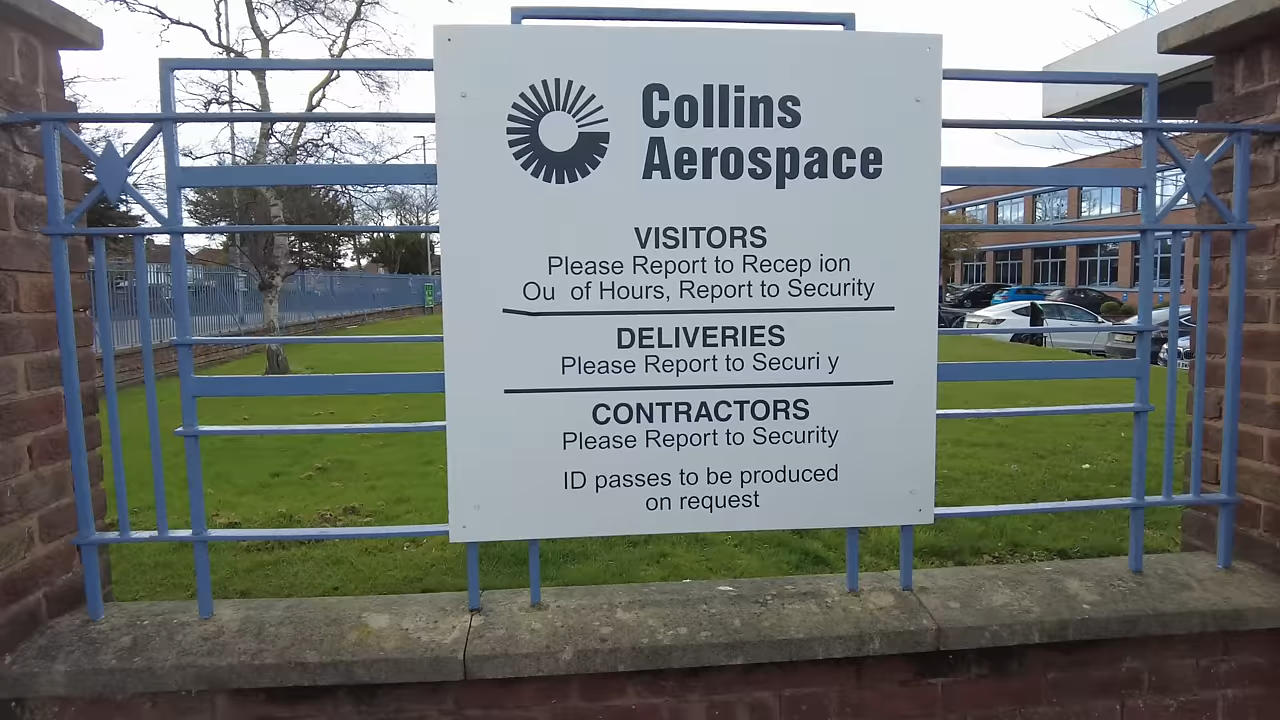 Collins
Aerospace
VISITORS
Please Report to Recep ion
Ou of Hours, Report to Security
DELIVERIES
Please Report to Securi y
CONTRACTORS
Please Report to Security
ID passes to be produced
on request